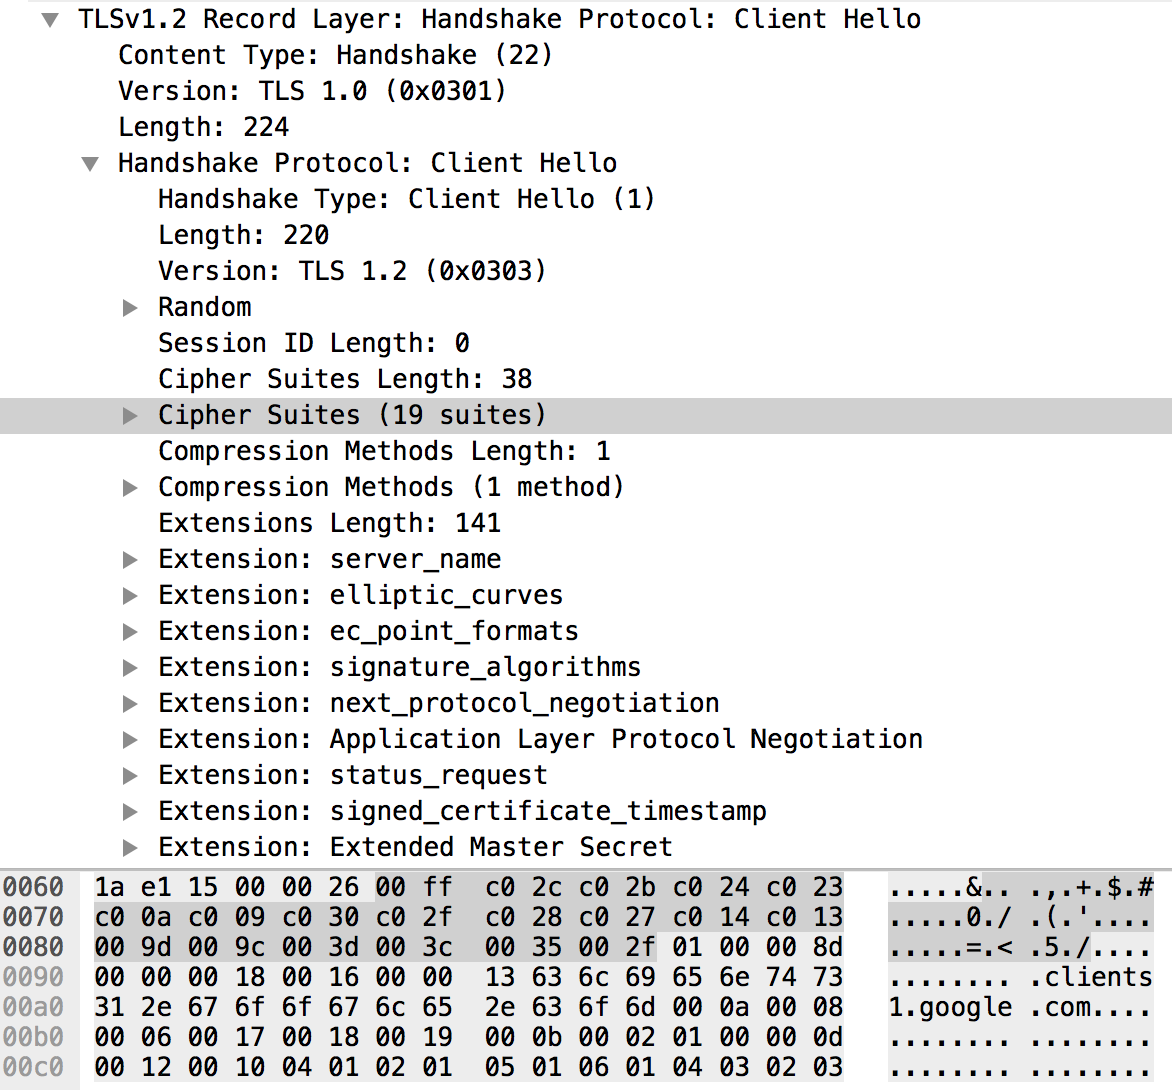 TLSv1.2 Record Layer: Handshake Protocol: Client Hello
Content Type: Handshake (22)
Version: TLS 1.0 (0x0301)
Length: 224
Handshake Protocol: Client Hello
Handshake Type: Client Hello (1)
Length: 220
Version: TLS 1.2 (0x0303)
Random
Session ID Length: 0
Cipher Suites Length: 38
Cipher Suites (19 suites)
Compression Methods Length: 1
Compression Methods (1 method)
Extensions Length: 141
Extension: server_name
Extension: elliptic_curves
Extension: ec_point_formats
Extension: signature_algorithms
Extension: next_protocol_negotiation
Extension: Application Layer Protocol Negotiation
Extension: status_request
Extension: signed_certificate_timestamp
Extension: Extended Master Secret
0060 1a e1 15 00 00 26 00 ff c0 2c c0 2b c0 24 c0 23 .....&.. .,.+.$.#
0070 c0 0a c0 09 c0 30 c0 2f c0 28 c0 27 c0 14 c0 13 .....0./ .(.'....
0080 00 9d 00 9c 00 3d 00 3c 00 35 00 2f 01 00 00 8d .....=.< .5./....
0090 00 00 00 18 00 16 00 00 13 63 6c 69 65 6e 74 73 ........ .clients
00a0 31 2e 67 6f 6f 67 6c 65 2e 63 6f 6d 00 0a 00 08 1.google .com....
00b0 00 06 00 17 00 18 00 19 00 0b 00 02 01 00 00 0d ........ ........
00c0 00 12 00 10 04 01 02 01 05 01 06 01 04 03 02 03 ........ ........